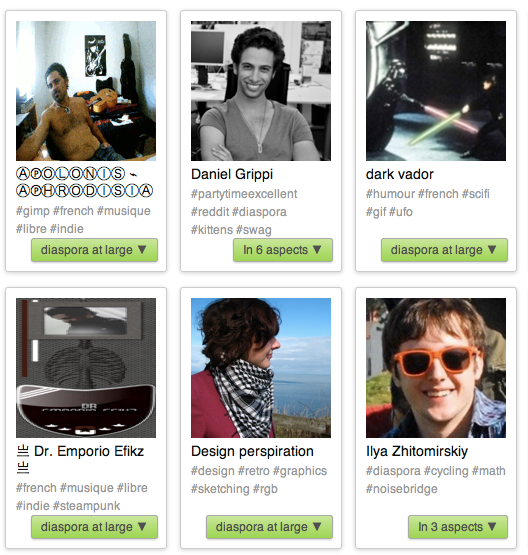 ⒶⓅⓄⓁⓄⓃⒾⓈ ⌁
ⒶⓅⒽⓇⓄⒹⒾⓈⒾⒶ
#gimp #french #musique
#libre #indie
diaspora at large ▼
Daniel Grippi
#partytimeexcellent
#reddit #diaspora
#kittens #swag
In 6 aspects ▼
dark vador
#humour #french #scifi
#gif #ufo
diaspora at large ▼
亗 Dr. Emporio Efikz
亗
#french #musique #libre
#indie #steampunk
diaspora at large ▼
Design perspiration
#design #retro #graphics
#sketching #rgb
diaspora at large ▼
Ilya Zhitomirskiy
#diaspora #cycling #math
#noisebridge
In 3 aspects ▼